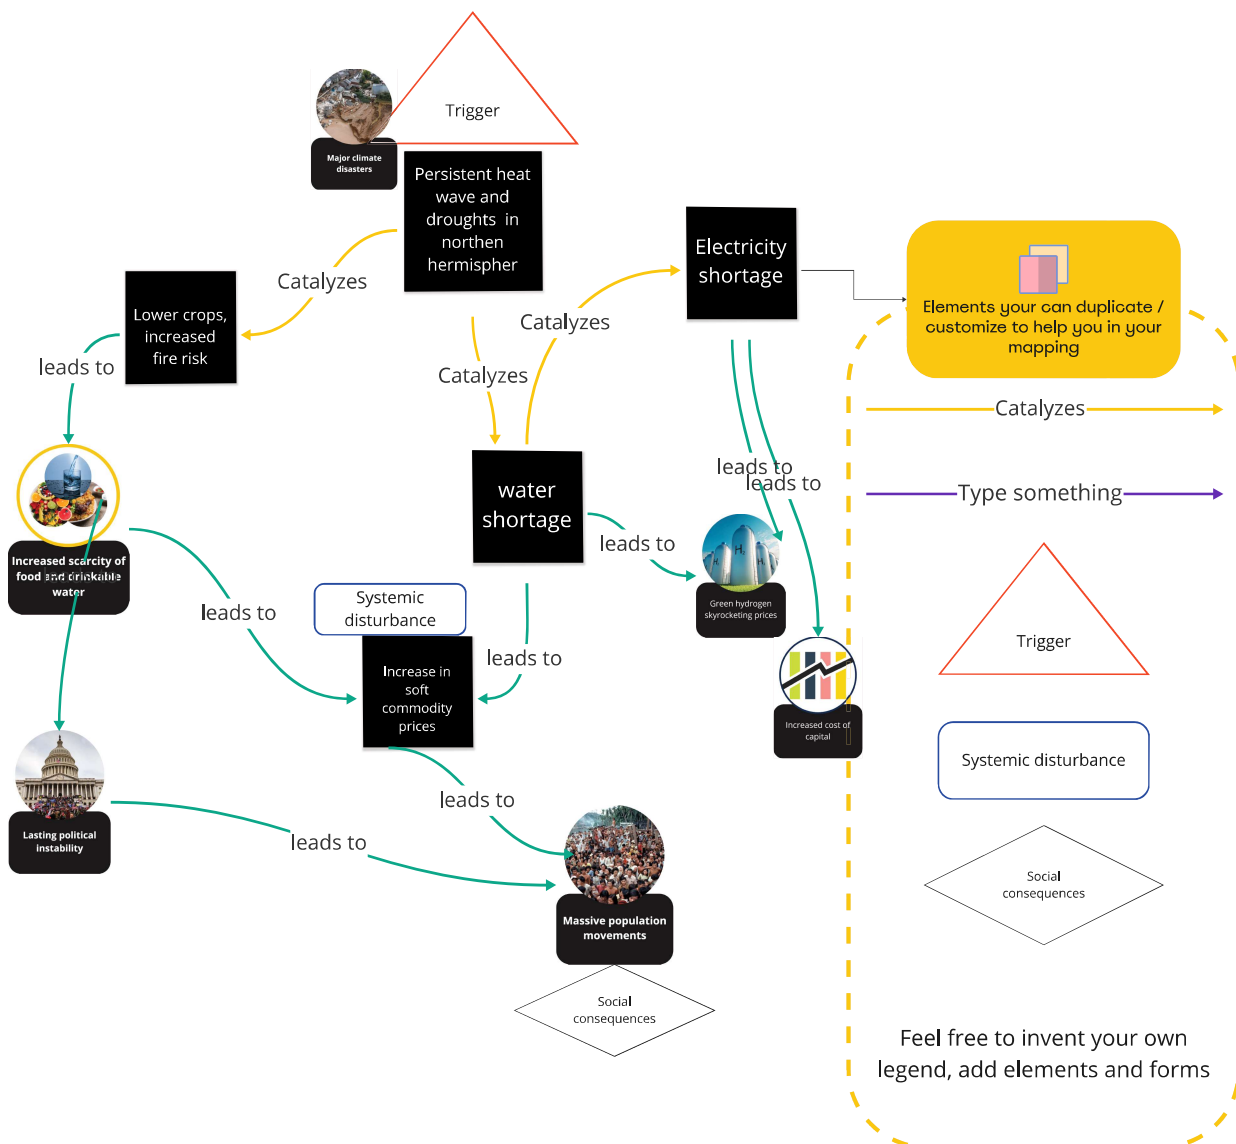 Trigger
Major climate
disasters
Persistent heat
wave and
droughts in
northen
hermispher
Catalyzes
Lower crops,
increased
fire risk
leads to
Catalyzes
Catalyzes
Electricity
shortage
water
shortage
leads to
leads to
leads to
Increased scarcity of
food and drinkable
water
leads to
Systemic
disturbance
leads to
Increase in
soft
commodity
prices
H2
H2
H2
Green hydrogen
skyrocketing prices
Increased cost of
capital
Lasting political
instability
leads to
leads to
Massive population
movements
Social
consequences
Elements your can duplicate /
customize to help you in your
mapping
Catalyzes
Type something
Trigger
Systemic disturbance
Social
consequences
Feel free to invent your own
legend, add elements and forms